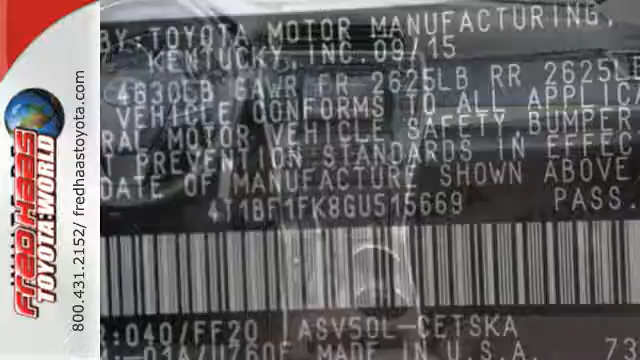 BY: TOYOTA MOTOR MANUFACTURING,
KENTUCKY, INC. 09/15
4630LB GAWR FR 2625LB RR 2625LB
VEHICLE CONFORMS TO ALL APPLICA
RAL MOTOR VEHICLE SAFETY, BUMPER,
PREVENTION STANDARDS IN EFFEC
DATE OF MANUFACTURE SHOWN ABOVE,
4T1BF1FK8GU515669 PASS.
R:040/FF20 ASV50L-CETSKA
MADE IN U.S.A. 73
FRED HAAS
TOYOTA WORLD
800.431.2152/ fredhaastoyota.com